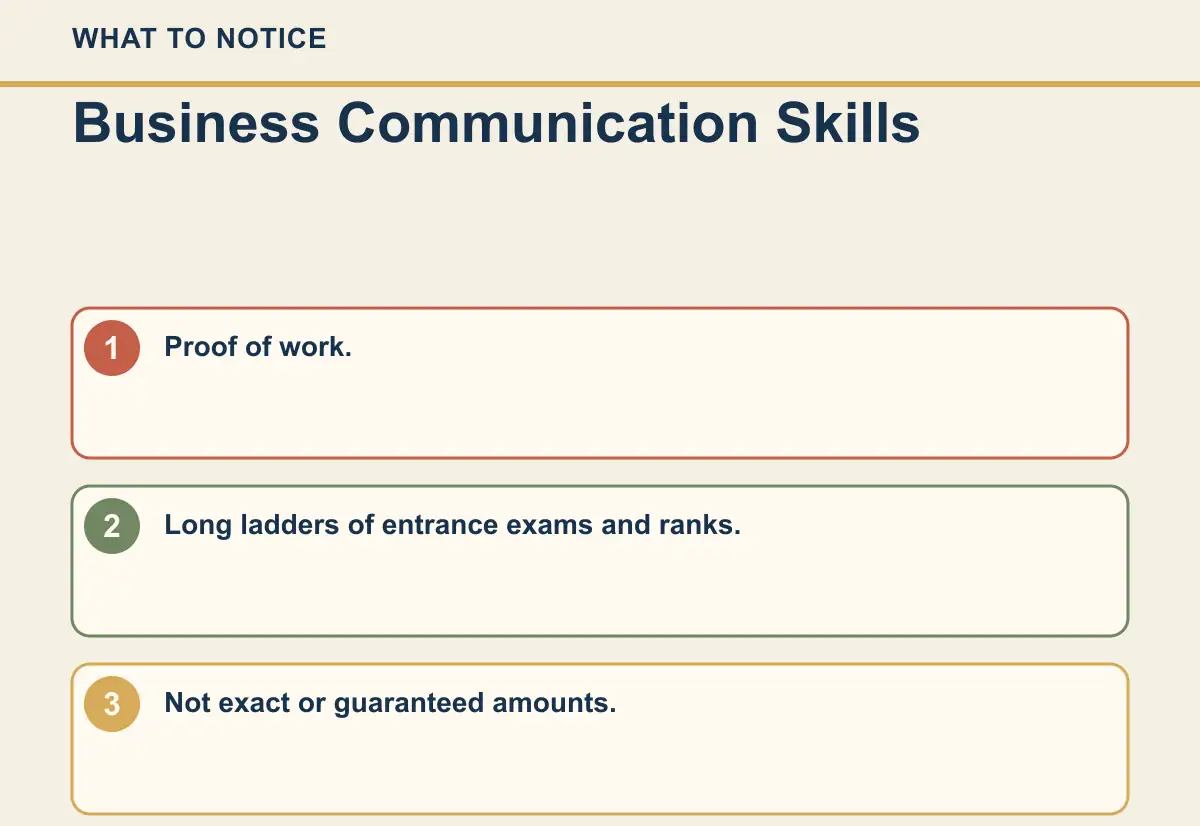 WHAT TO NOTICE
Business Communication Skills
1 Proof of work.
2 Long ladders of entrance exams and ranks.
3 Not exact or guaranteed amounts.